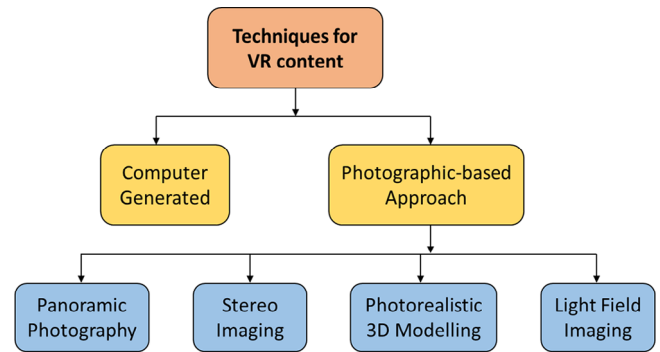 Techniques for
VR content
Computer
Generated
Photographic-based
Approach
Panoramic
Photography
Stereo
Imaging
Photorealistic
3D Modelling
Light Field
Imaging